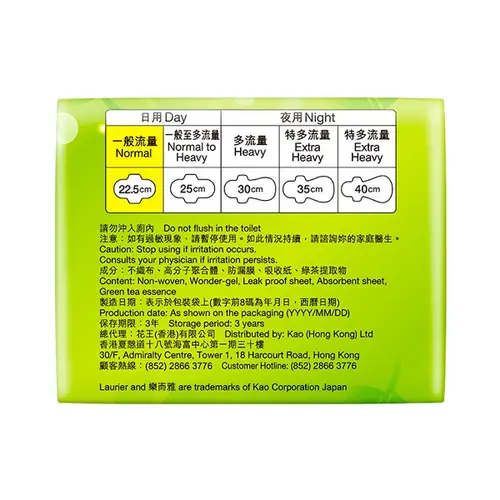 日用 Day
夜用 Night
一般流量
Normal
一般至多流量
Normal to
Heavy
多流量
Heavy
特多流量
Extra
Heavy
特多流量
Extra
Heavy
22.5cm
25cm
30cm
35cm
40cm
請勿沖入廁內 Do not flush in the toilet
注意：如有過敏現象，請暫停使用。如此情況持續，請諮詢妳的家庭醫生。
Caution: Stop using if irritation occurs.
Consults your physician if irritation persists.
成分：不織布、高分子聚合體、防漏膜、吸收紙、綠茶提取物
Content: Non-woven, Wonder-gel, Leak proof sheet, Absorbent sheet,
Green tea essence
製造日期：表示於包裝袋上(數字前8碼為年月日，西曆日期)
Production date: As shown on the packaging (YYYY/MM/DD)
保存期限：3年 Storage period: 3 years
總代理：花王(香港)有限公司 Distributed by: Kao (Hong Kong) Ltd
香港夏慤道十八號海富中心第一期三十樓
30/F, Admiralty Centre, Tower 1, 18 Harcourt Road, Hong Kong
顧客熱線：(852) 2866 3776 Customer Hotline: (852) 2866 3776
Laurier and 樂而雅 are trademarks of Kao Corporation Japan